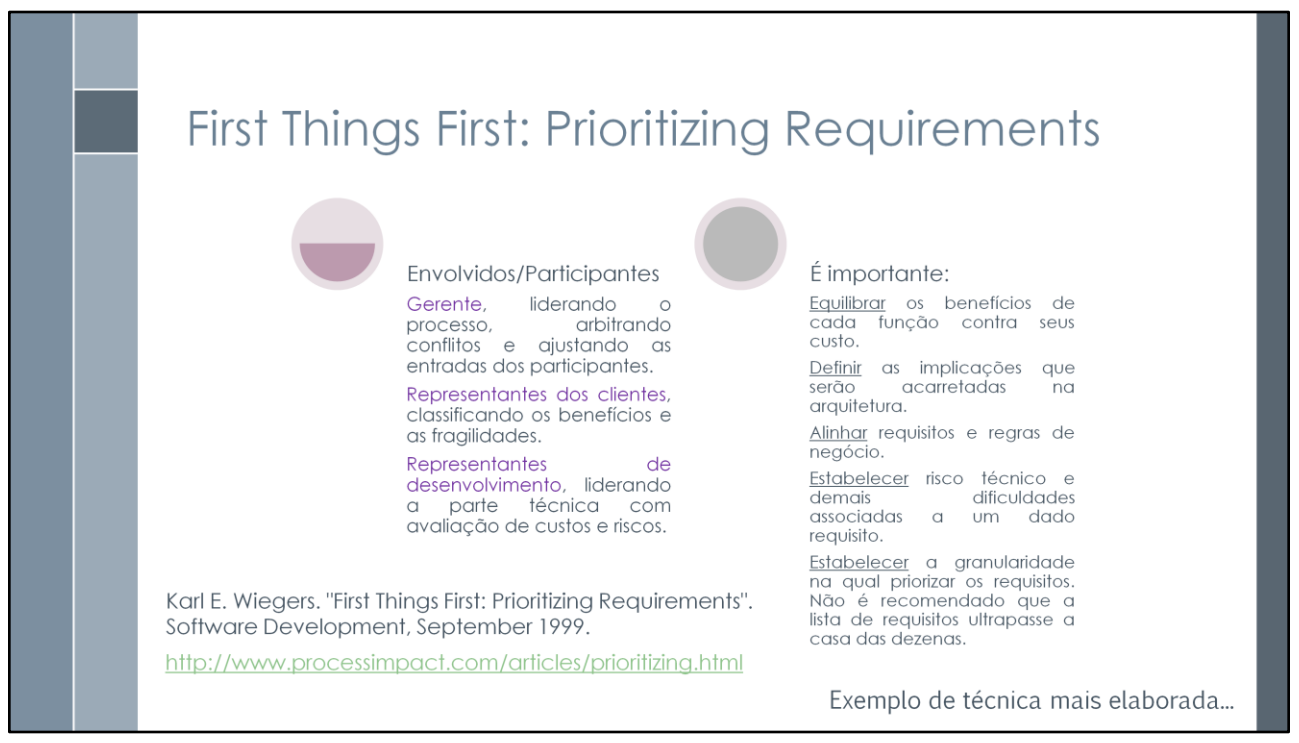 First Things First: Prioritizing Requirements
Envolvidos/Participantes
Gerente, liderando o
processo, arbitrando
conflitos e ajustando as
entradas dos participantes.
Representantes dos clientes,
classificando os benefícios e
as fragilidades.
Representantes de
desenvolvimento, liderando
a parte técnica com
avaliação de custos e riscos.
É importante:
Equilibrar os benefícios de
cada função contra seus
custo.
Definir as implicações que
serão acarretadas na
arquitetura.
Alinhar requisitos e regras de
negócio.
Estabelecer risco técnico e
demais dificuldades
associadas a um dado
requisito.
Estabelecer a granularidade
na qual priorizar os requisitos.
Não é recomendado que a
lista de requisitos ultrapasse a
casa das dezenas.
Karl E. Wiegers. "First Things First: Prioritizing Requirements".
Software Development, September 1999.
http://www.processimpact.com/articles/prioritizing.html
Exemplo de técnica mais elaborada...